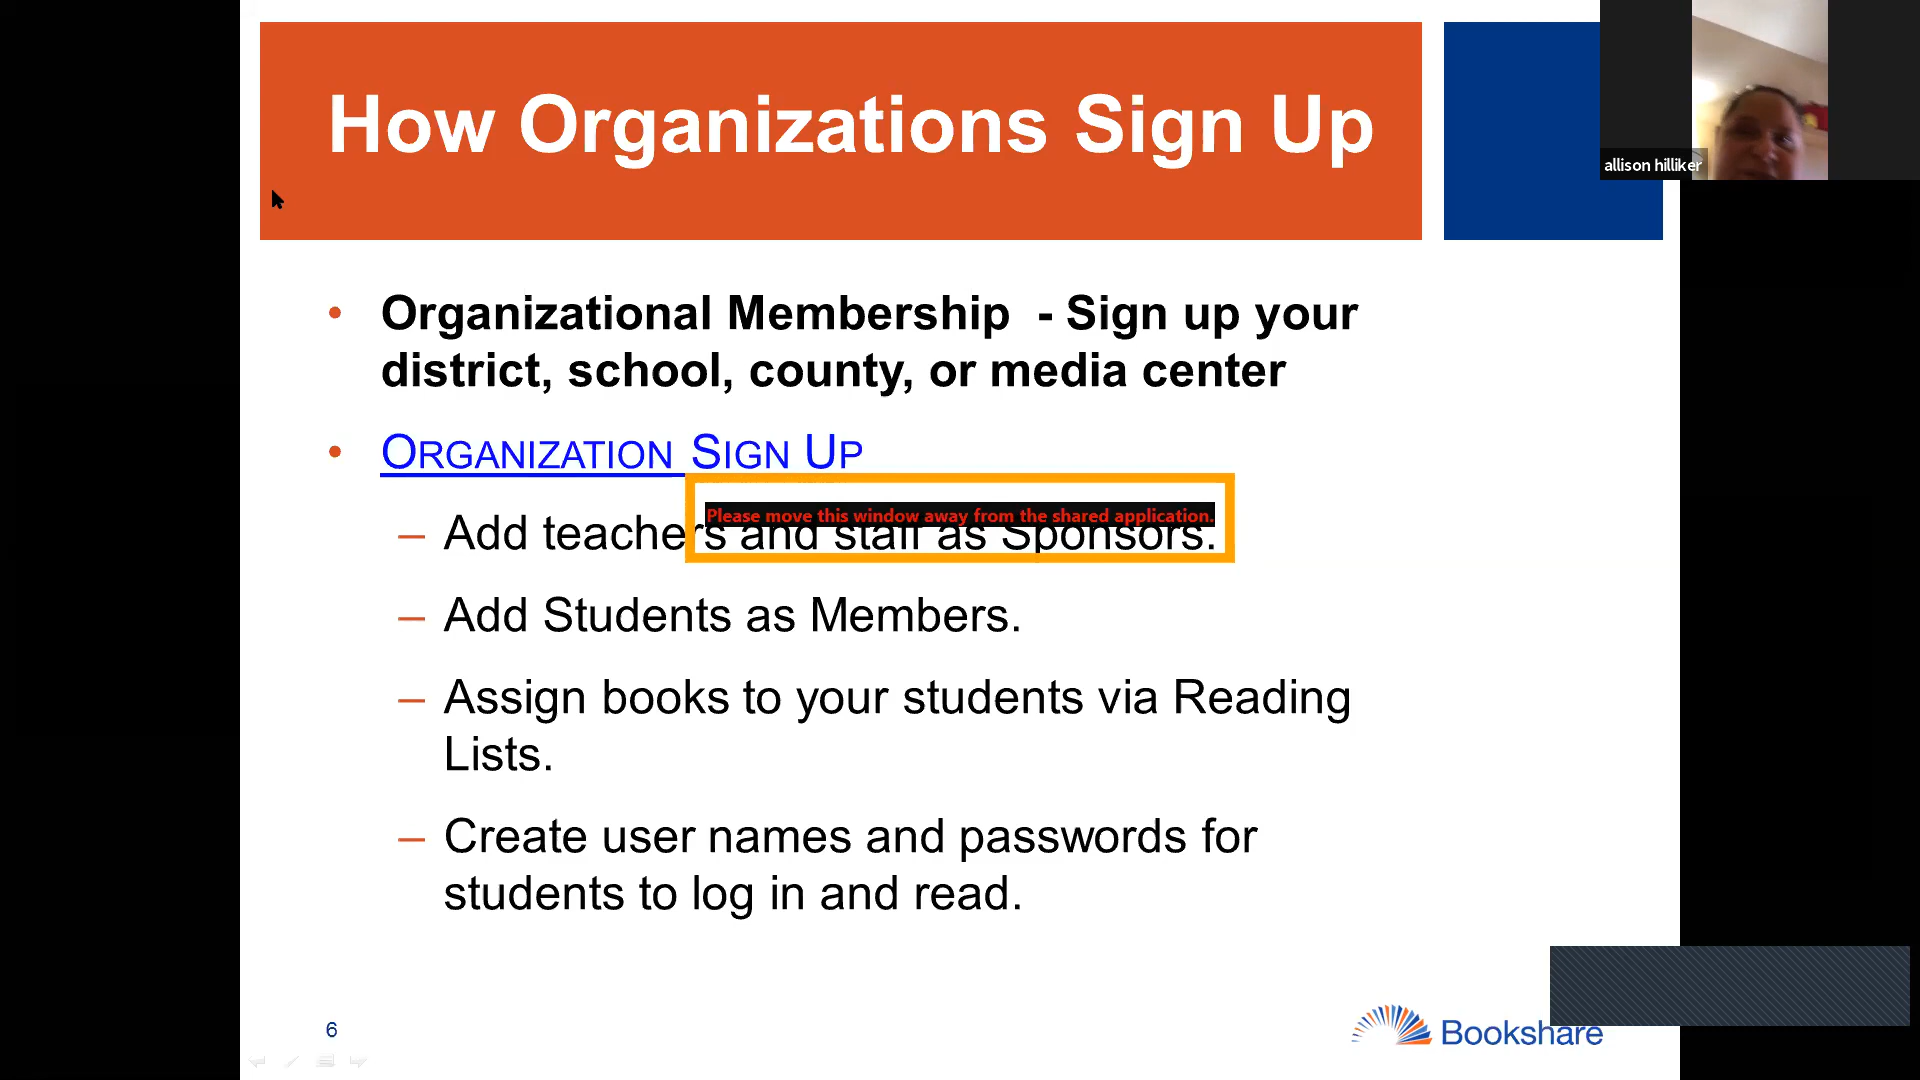 How Organizations Sign Up
allison hilliker
• Organizational Membership - Sign up your
district, school, county, or media center
• ORGANIZATION SIGN UP
Please move this window away from the shared application.
– Add teachers and staff as Sponsors.
– Add Students as Members.
– Assign books to your students via Reading
Lists.
– Create user names and passwords for
students to log in and read.
6
Bookshare